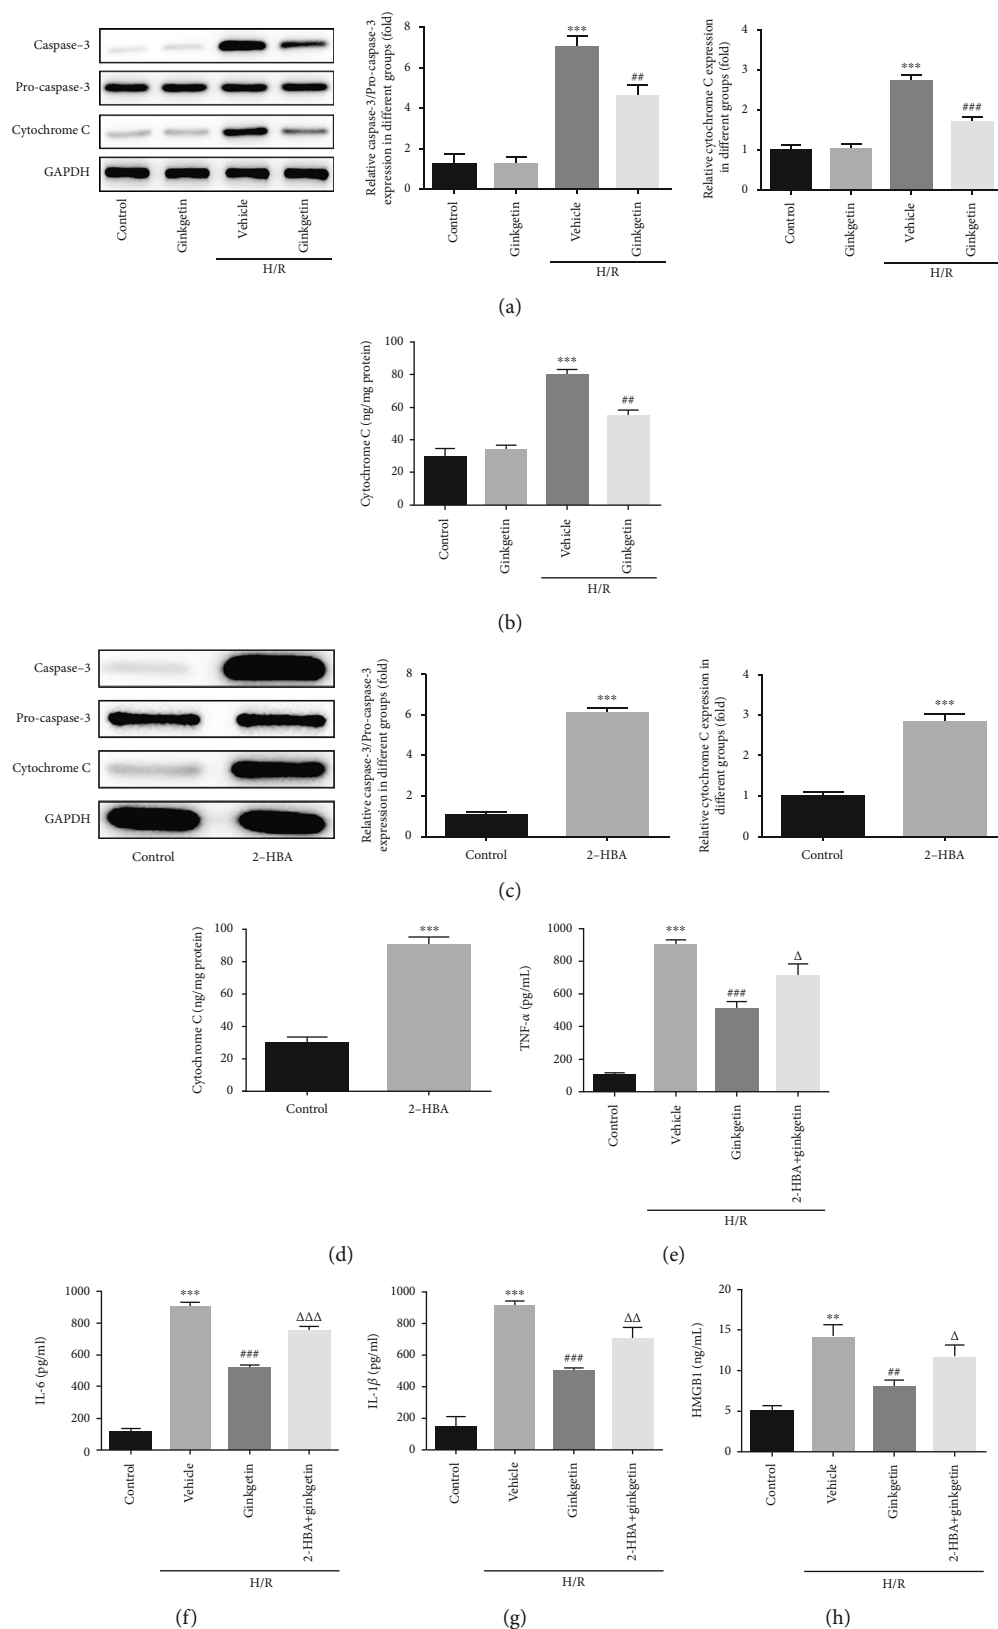 Caspase–3
Pro-caspase-3
Cytochrome C
GAPDH
Control
Ginkgetin
Vehicle
Ginkgetin
H/R
Relative caspase-3/Pro-caspase-3
expression in different groups (fold)
8
6
4
2
0
***
##
Control
Ginkgetin
Vehicle
Ginkgetin
H/R
Relative cytochrome C expression
in different groups (fold)
4
3
2
1
0
***
###
Control
Ginkgetin
Vehicle
Ginkgetin
H/R
(a)
Cytochrome C (ng/mg protein)
100
80
60
40
20
0
***
##
Control
Ginkgetin
Vehicle
Ginkgetin
H/R
(b)
Caspase–3
Pro-caspase-3
Cytochrome C
GAPDH
Control
2–HBA
Relative caspase-3/Pro-caspase-3
expression in different groups (fold)
8
6
4
2
0
***
Control
2–HBA
Relative cytochrome C expression in
different groups (fold)
4
3
2
1
0
***
Control
2–HBA
(c)
Cytochrome C (ng/mg protein)
100
80
60
40
20
0
***
Control
2–HBA
(d)
TNF-α (pg/mL)
1000
800
600
400
200
0
***
###
Δ
Control
Vehicle
Ginkgetin
2-HBA+ginkgetin
H/R
(e)
IL-6 (pg/ml)
1000
800
600
400
200
0
***
###
ΔΔΔ
Control
Vehicle
Ginkgetin
2-HBA+ginkgetin
H/R
(f)
IL-1β (pg/ml)
1000
800
600
400
200
0
***
###
ΔΔ
Control
Vehicle
Ginkgetin
2-HBA+ginkgetin
H/R
(g)
HMGB1 (ng/mL)
20
15
10
5
0
**
##
Δ
Control
Vehicle
Ginkgetin
2-HBA+ginkgetin
H/R
(h)